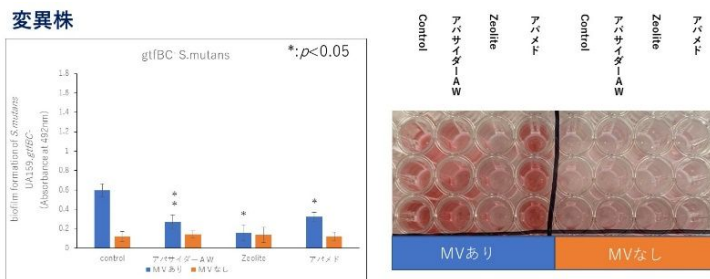 変異株
gtfBC⁻ S.mutans
*:p<0.05
biofilm formation of S.mutans
UA159.gtfBC-
(Absorbance at 492nm)
1.8
1.6
1.4
1.2
1
0.8
0.6
0.4
0.2
0
*
*
*
*
control
アパサイダーAW
Zeolite
アパメド
MVあり
MVなし
Control
アパサイダーAW
Zeolite
アパメド
Control
アパサイダーAW
Zeolite
アパメド
MVあり
MVなし